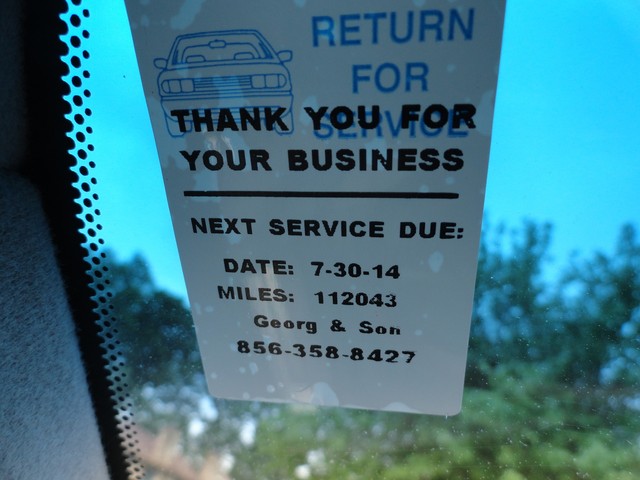 RETURN
FOR
SERVICE
THANK YOU FOR
YOUR BUSINESS
NEXT SERVICE DUE:
DATE: 7-30-14
MILES: 112043
Georg & Son
856-358-8427